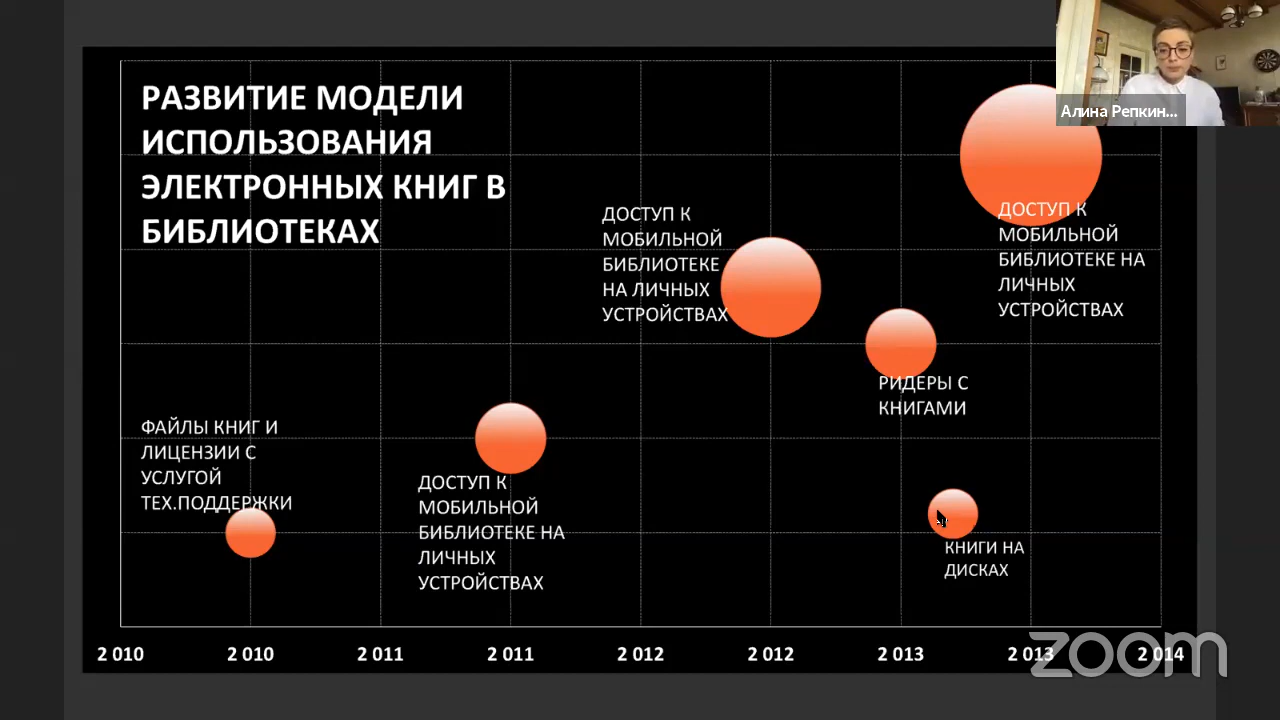 РАЗВИТИЕ МОДЕЛИ
ИСПОЛЬЗОВАНИЯ
ЭЛЕКТРОННЫХ КНИГ В
БИБЛИОТЕКАХ
Алина Репкин...
ДОСТУП К
МОБИЛЬНОЙ
БИБЛИОТЕКЕ
НА ЛИЧНЫХ
УСТРОЙСТВАХ
ДОСТУП К
МОБИЛЬНОЙ
БИБЛИОТЕКЕ НА
ЛИЧНЫХ
УСТРОЙСТВАХ
РИДЕРЫ С
КНИГАМИ
ФАЙЛЫ КНИГ И
ЛИЦЕНЗИИ С
УСЛУГОЙ
ТЕХ.ПОДДЕРЖКИ
ДОСТУП К
МОБИЛЬНОЙ
БИБЛИОТЕКЕ НА
ЛИЧНЫХ
УСТРОЙСТВАХ
КНИГИ НА
ДИСКАХ
2 010 2 010 2 011 2 011 2 012 2 012 2 013 2 013 2 014
zoom